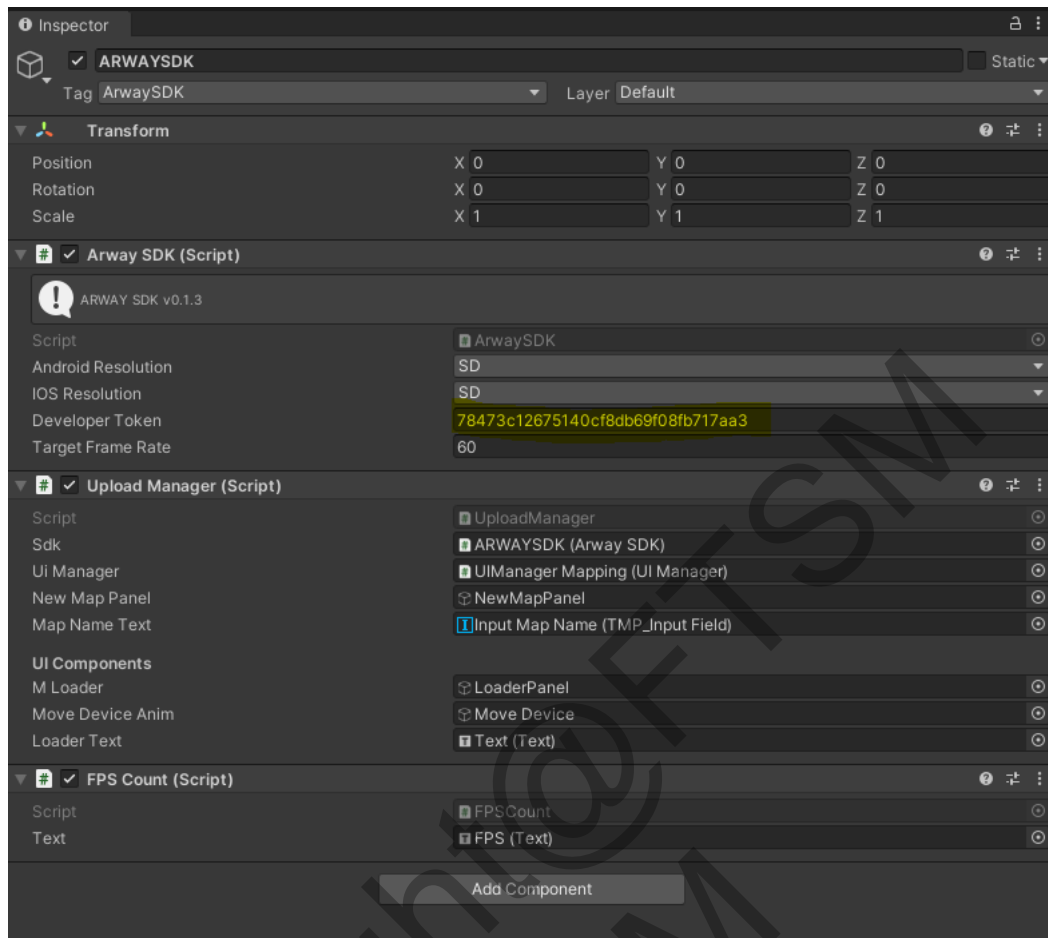 Inspector
ARWAYSDK Static
Tag ArwaySDK Layer Default
Transform
Position X 0 Y 0 Z 0
Rotation X 0 Y 0 Z 0
Scale X 1 Y 1 Z 1
# Arway SDK (Script)
ARWAY SDK v0.1.3
Script ArwaySDK
Android Resolution SD
IOS Resolution SD
Developer Token 78473c12675140cf8db69f08fb717aa3
Target Frame Rate 60
# Upload Manager (Script)
Script UploadManager
Sdk ARWAYSDK (Arway SDK)
Ui Manager UIManager Mapping (UI Manager)
New Map Panel NewMapPanel
Map Name Text Input Map Name (TMP_Input Field)
UI Components
M Loader LoaderPanel
Move Device Anim Move Device
Loader Text Text (Text)
# FPS Count (Script)
Script FPSCount
Text FPS (Text)
Add Component
ht@FTSM